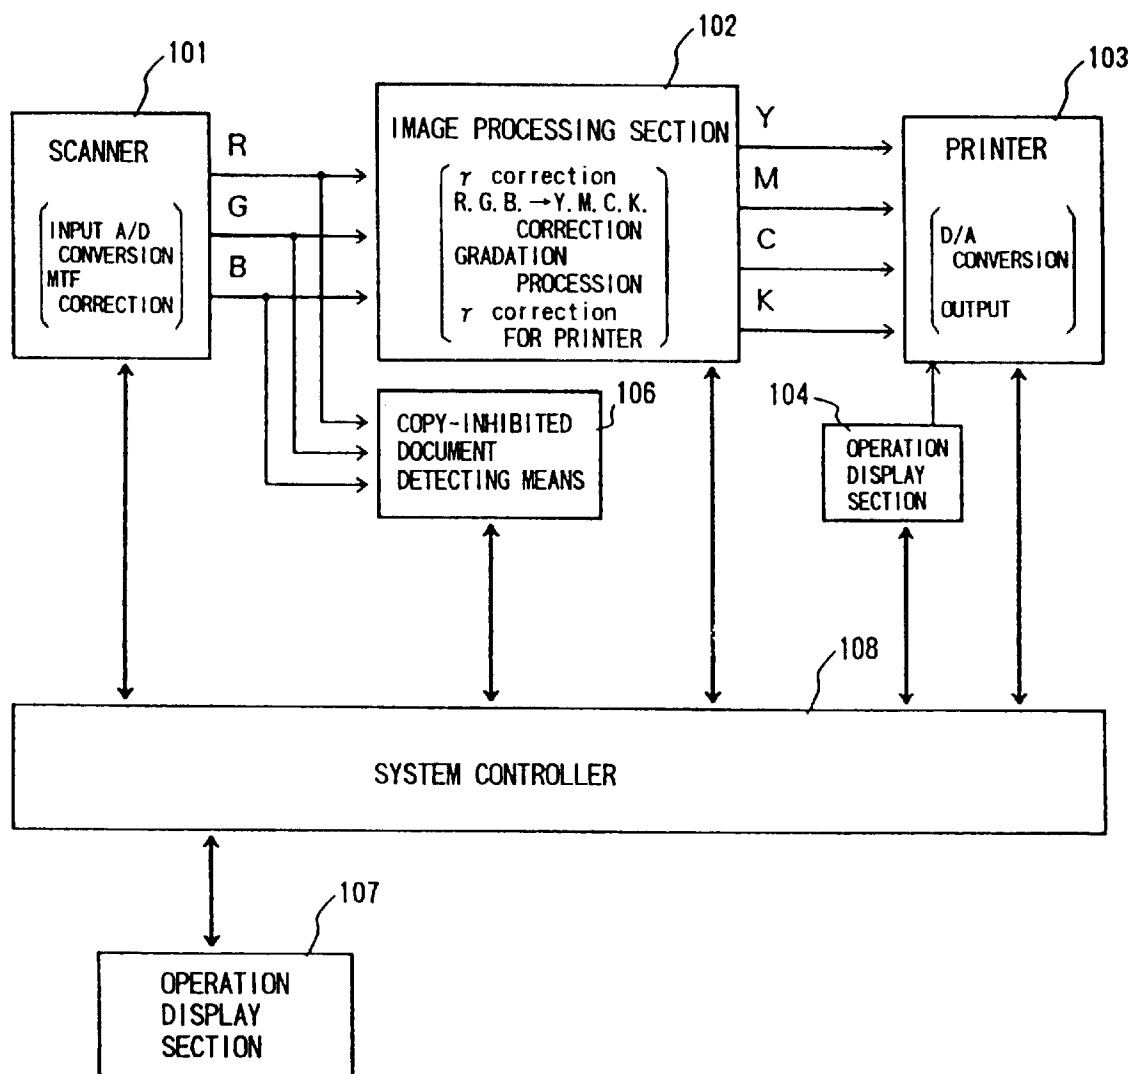 101
102
103
SCANNER
IMAGE PROCESSING SECTION
PRINTER
INPUT A/D
CONVERSION
MTF
CORRECTION
R
G
B
γ correction
R.G.B.→Y.M.C.K.
CORRECTION
GRADATION
PROCESSION
γ correction
FOR PRINTER
Y
M
C
K
D/A
CONVERSION
OUTPUT
106
COPY-INHIBITED
DOCUMENT
DETECTING MEANS
104
OPERATION
DISPLAY
SECTION
108
SYSTEM CONTROLLER
107
OPERATION
DISPLAY
SECTION